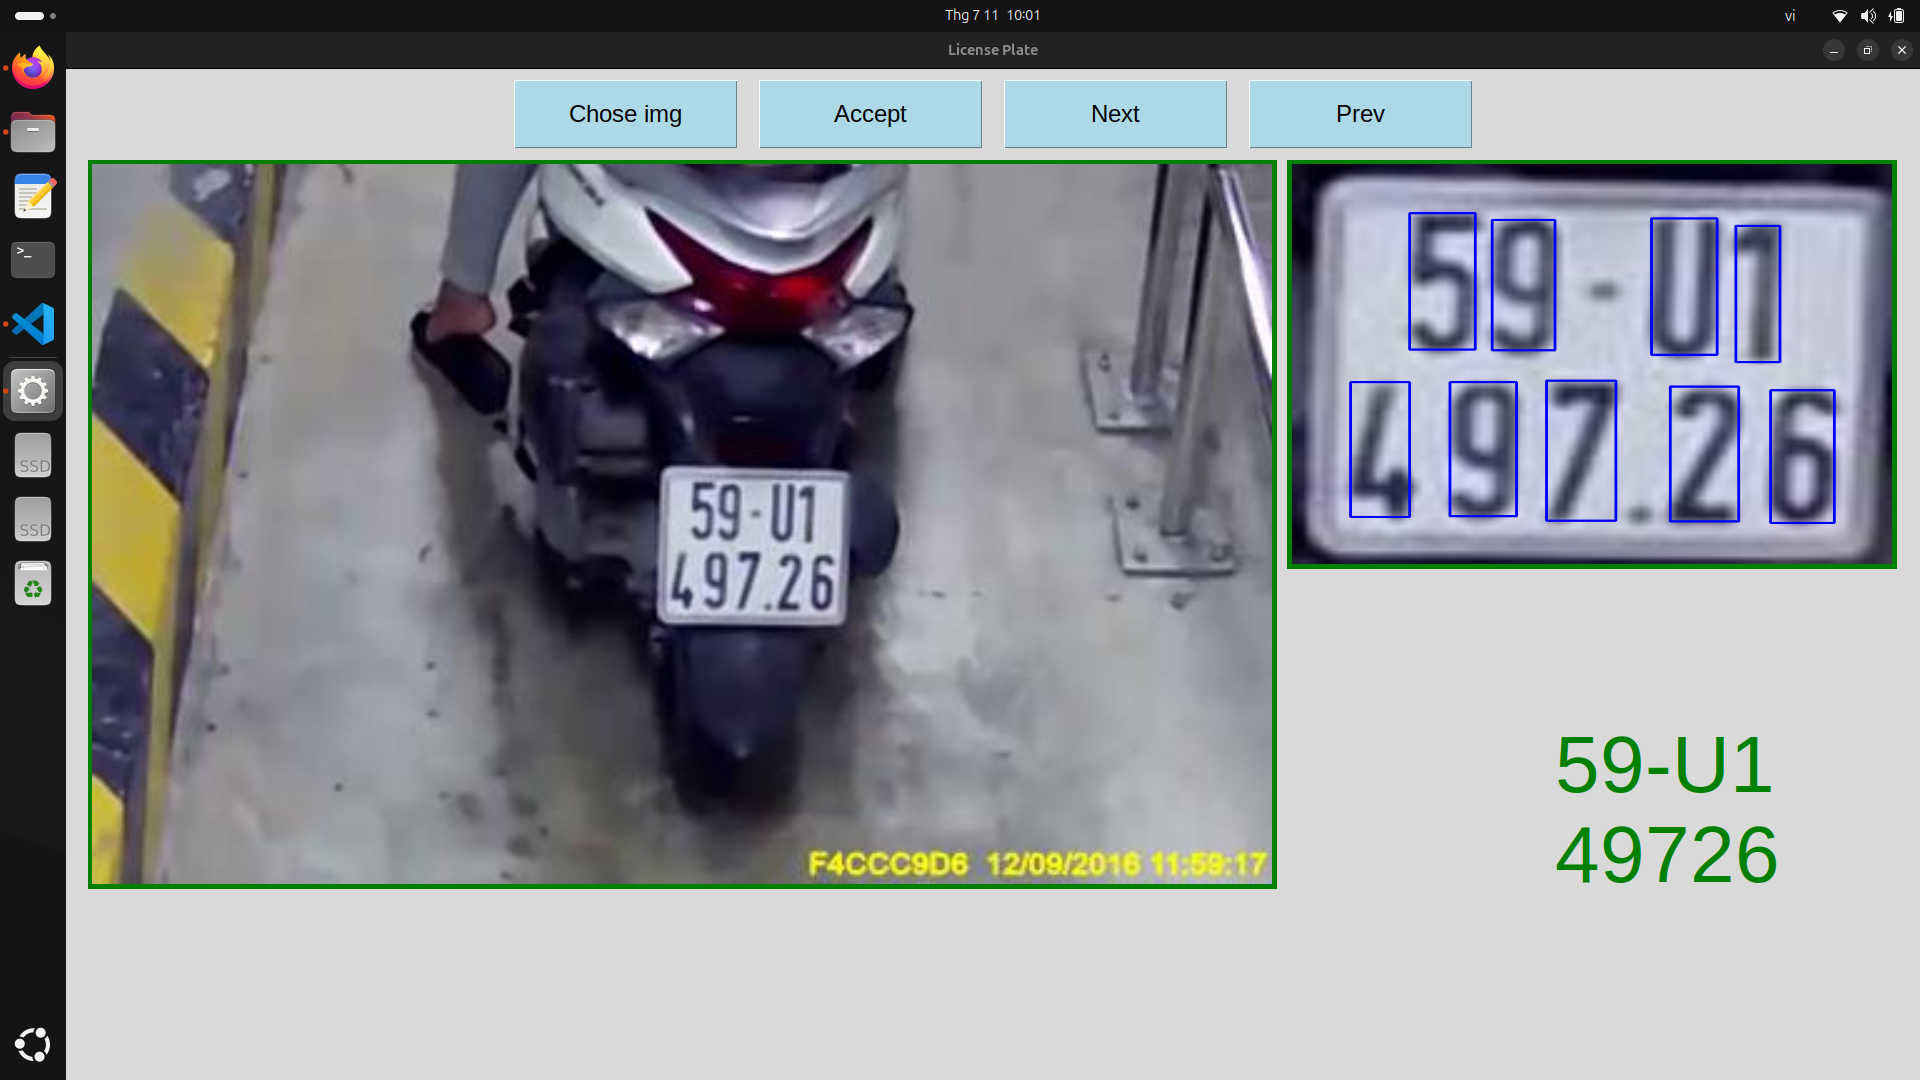 Thg 7 11 10:01
vi
License Plate
Chose img
Accept
Next
Prev
>_
SSD
SSD
59-U1
497.26
F4CCC9D6 12/09/2016 11:59:17
59-U1
497.26
59-U1
49726